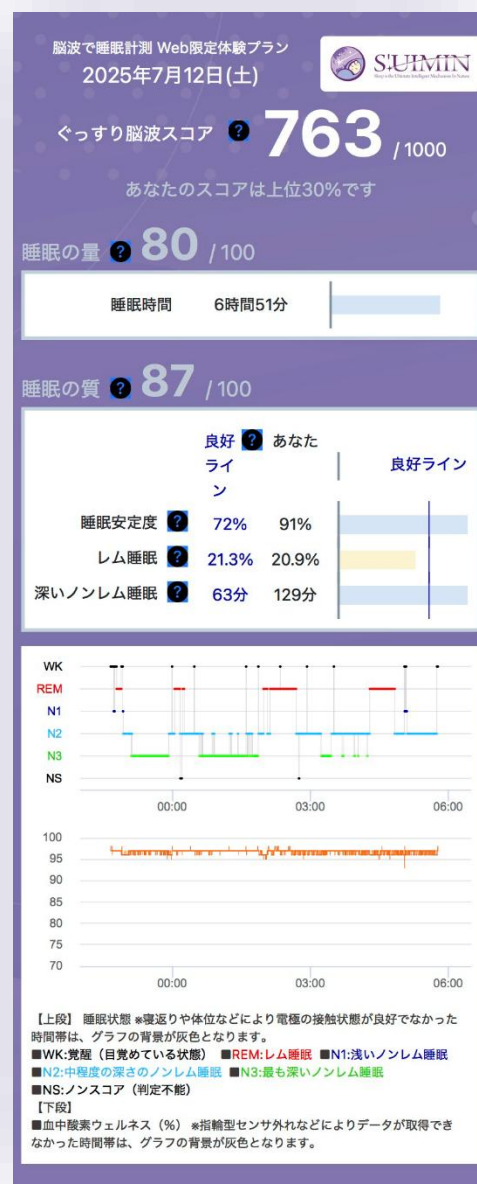 脳波で睡眠計測 Web限定体験プラン
2025年7月12日(土)
S'UIMIN
ぐっすり脳波スコア ? 763 / 1000
あなたのスコアは上位30%です
睡眠の量 ? 80 / 100
睡眠時間 6時間51分
睡眠の質 ? 87 / 100
良好 ? あなた
ライ
ン
良好ライン
睡眠安定度 ? 72% 91%
レム睡眠 ? 21.3% 20.9%
深いノンレム睡眠 ? 63分 129分
WK
REM
N1
N2
N3
NS
00:00 03:00 06:00
100
95
90
85
80
75
70
00:00 03:00 06:00
【上段】 睡眠状態 ※寝返りや体位などにより電極の接触状態が良好でなかった
時間帯は、グラフの背景が灰色となります。
■WK:覚醒（目覚めている状態） ■REM:レム睡眠 ■N1:浅いノンレム睡眠
■N2:中程度の深さのノンレム睡眠 ■N3:最も深いノンレム睡眠
■NS:ノンスコア（判定不能）
【下段】
■血中酸素ウェルネス（%） ※指輪型センサ外れなどによりデータが取得でき
なかった時間帯は、グラフの背景が灰色となります。